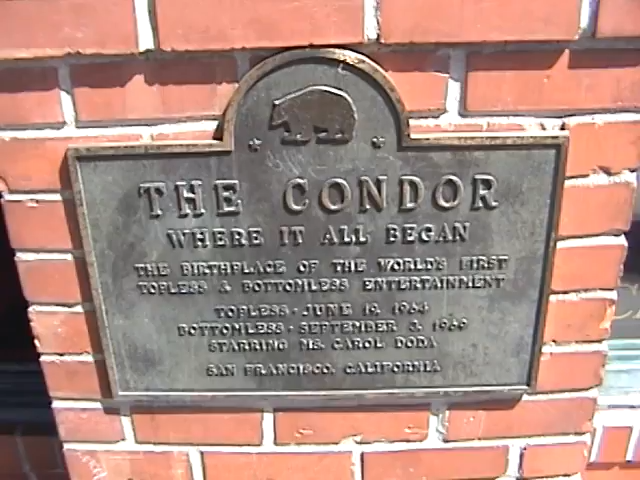 THE CONDOR
WHERE IT ALL BEGAN
THE BIRTHPLACE OF THE WORLD'S FIRST
TOPLESS & BOTTOMLESS ENTERTAINMENT
TOPLESS - JUNE 19, 1964
BOTTOMLESS - SEPTEMBER 3, 1969
STARRING MS. CAROL DODA
SAN FRANCISCO, CALIFORNIA